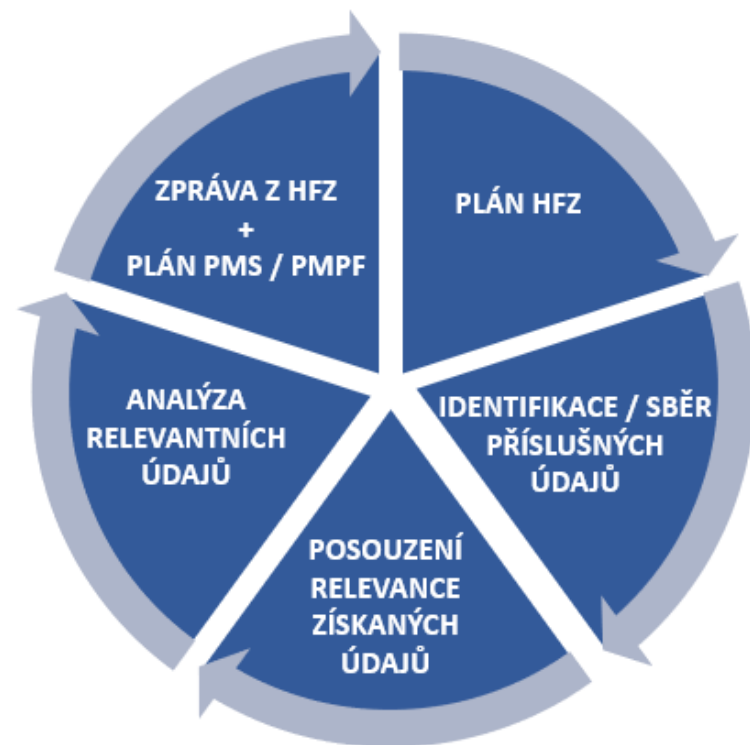 PLÁN HFZ
IDENTIFIKACE / SBĚR
PŘÍSLUŠNÝCH
ÚDAJŮ
POSOUZENÍ
RELEVANCE
ZÍSKANÝCH
ÚDAJŮ
ANALÝZA
RELEVANTNÍCH
ÚDAJŮ
ZPRÁVA Z HFZ
+
PLÁN PMS / PMPF